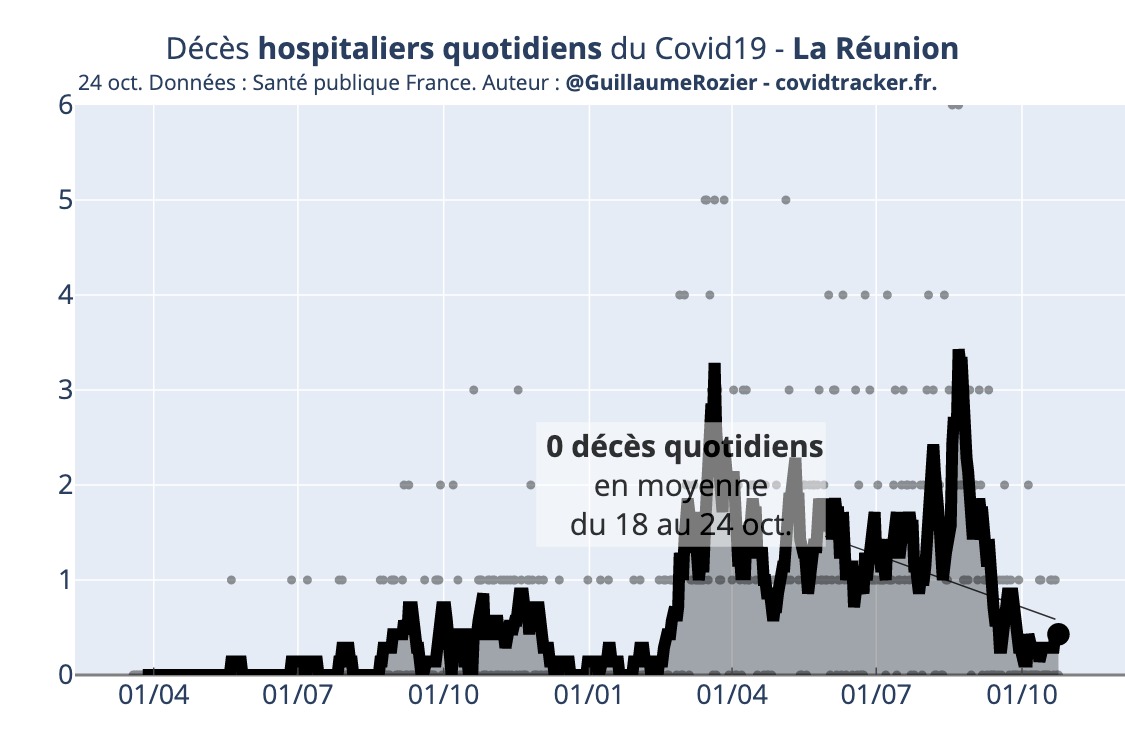 Décès hospitaliers quotidiens du Covid19 - La Réunion
24 oct. Données : Santé publique France. Auteur : @GuillaumeRozier - covidtracker.fr.
6
5
4
3
2
1
0
0 décès quotidiens
en moyenne
du 18 au 24 oct.
01/04 01/07 01/10 01/01 01/04 01/07 01/10